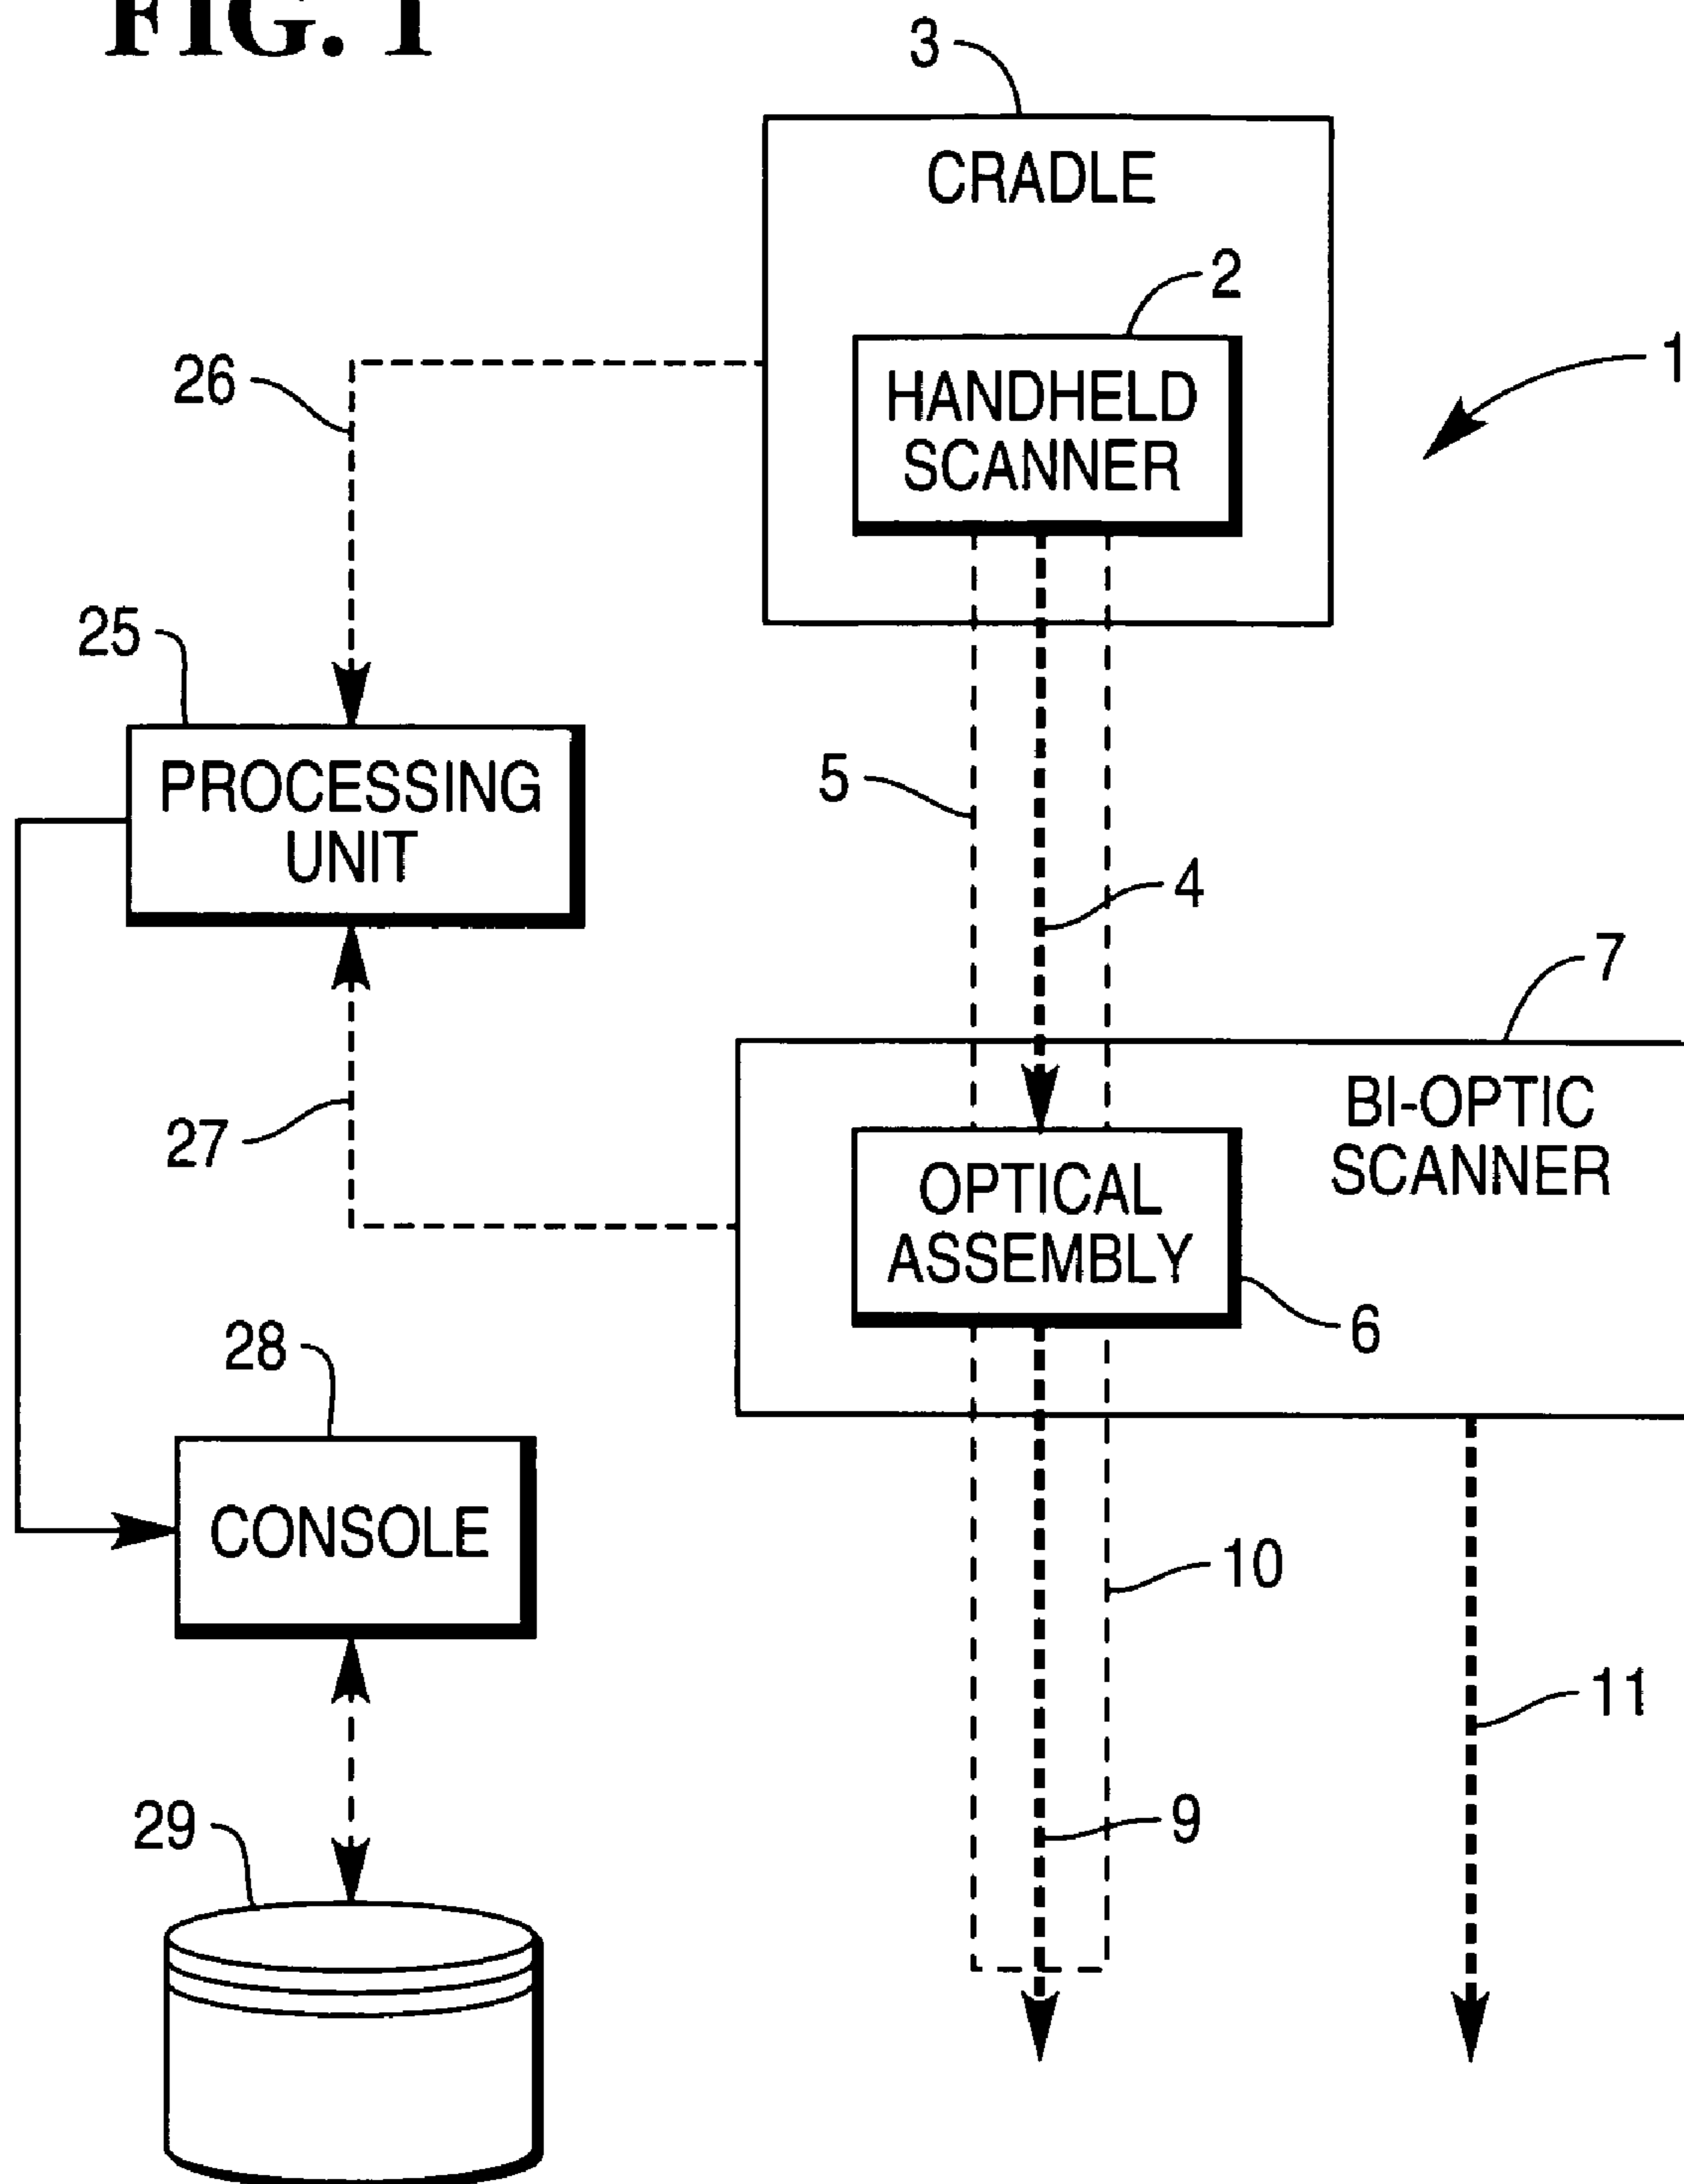 FIG. 1
3
CRADLE
2
HANDHELD
SCANNER
1
26
25
PROCESSING
UNIT
5
4
7
BI-OPTIC
SCANNER
27
OPTICAL
ASSEMBLY
6
28
CONSOLE
10
11
9
29